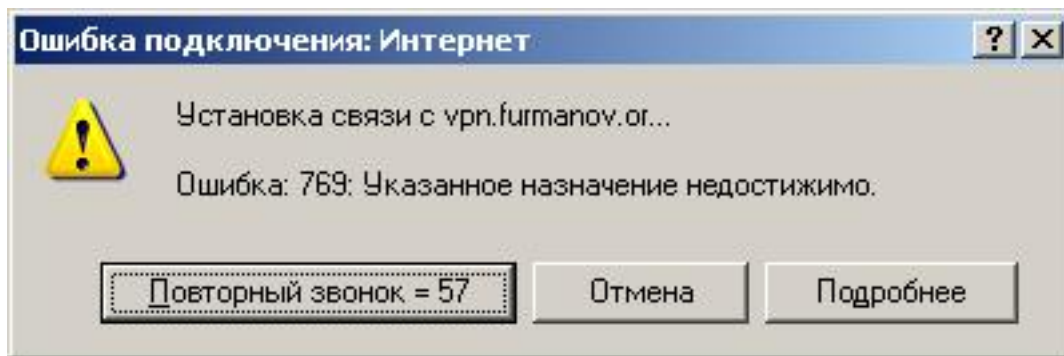 Ошибка подключения: Интернет
Установка связи с vpn.furmanov.or...
Ошибка: 769: Указанное назначение недостижимо.
Повторный звонок = 57
Отмена
Подробнее